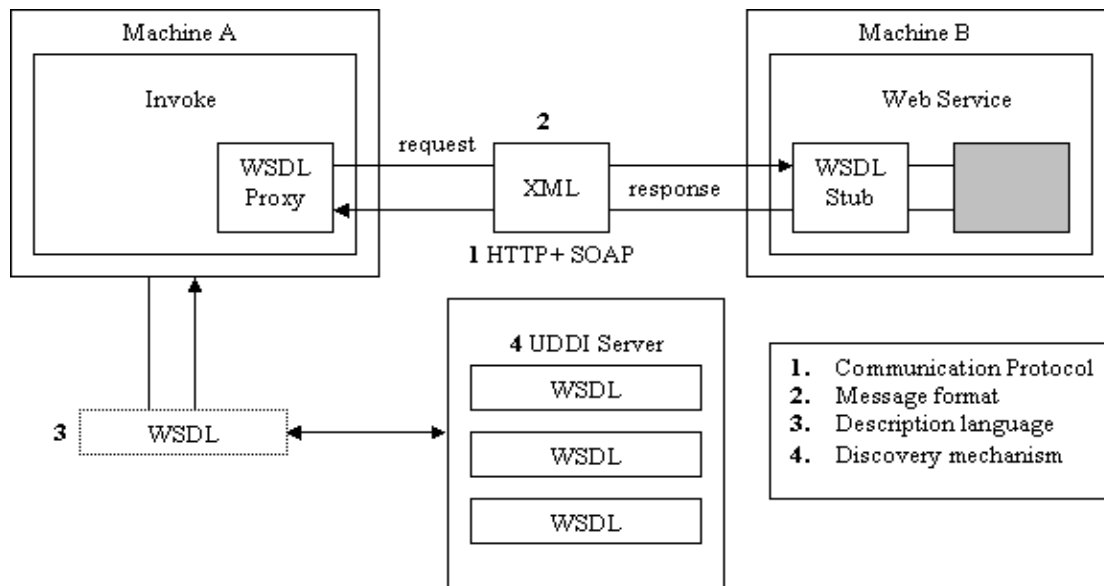 Machine A
Invoke
WSDL
Proxy
request
2
XML
response
1 HTTP+ SOAP
Machine B
Web Service
WSDL
Stub
3
WSDL
4 UDDI Server
WSDL
WSDL
WSDL
1. Communication Protocol
2. Message format
3. Description language
4. Discovery mechanism